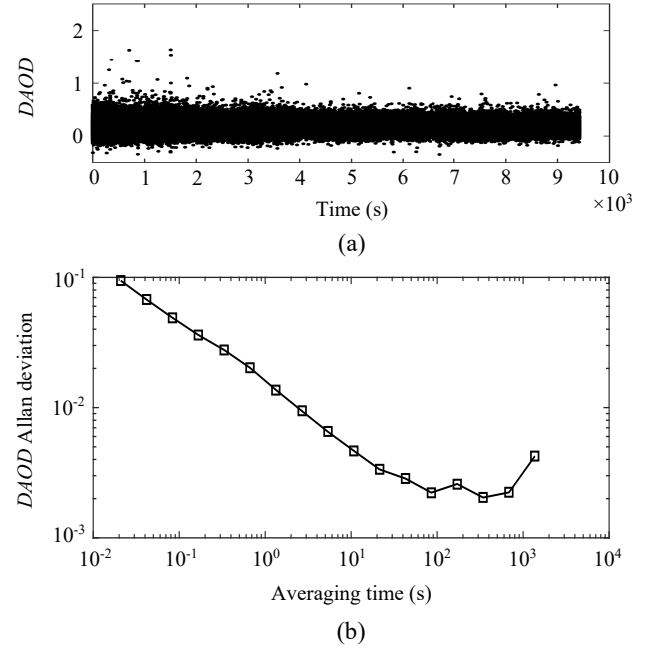 2
1
0
DAOD
0 1 2 3 4 5 6 7 8 9 10
Time (s)
×10³
(a)
10⁻¹
10⁻²
10⁻³
DAOD Allan deviation
10⁻² 10⁻¹ 10⁰ 10¹ 10² 10³ 10⁴
Averaging time (s)
(b)